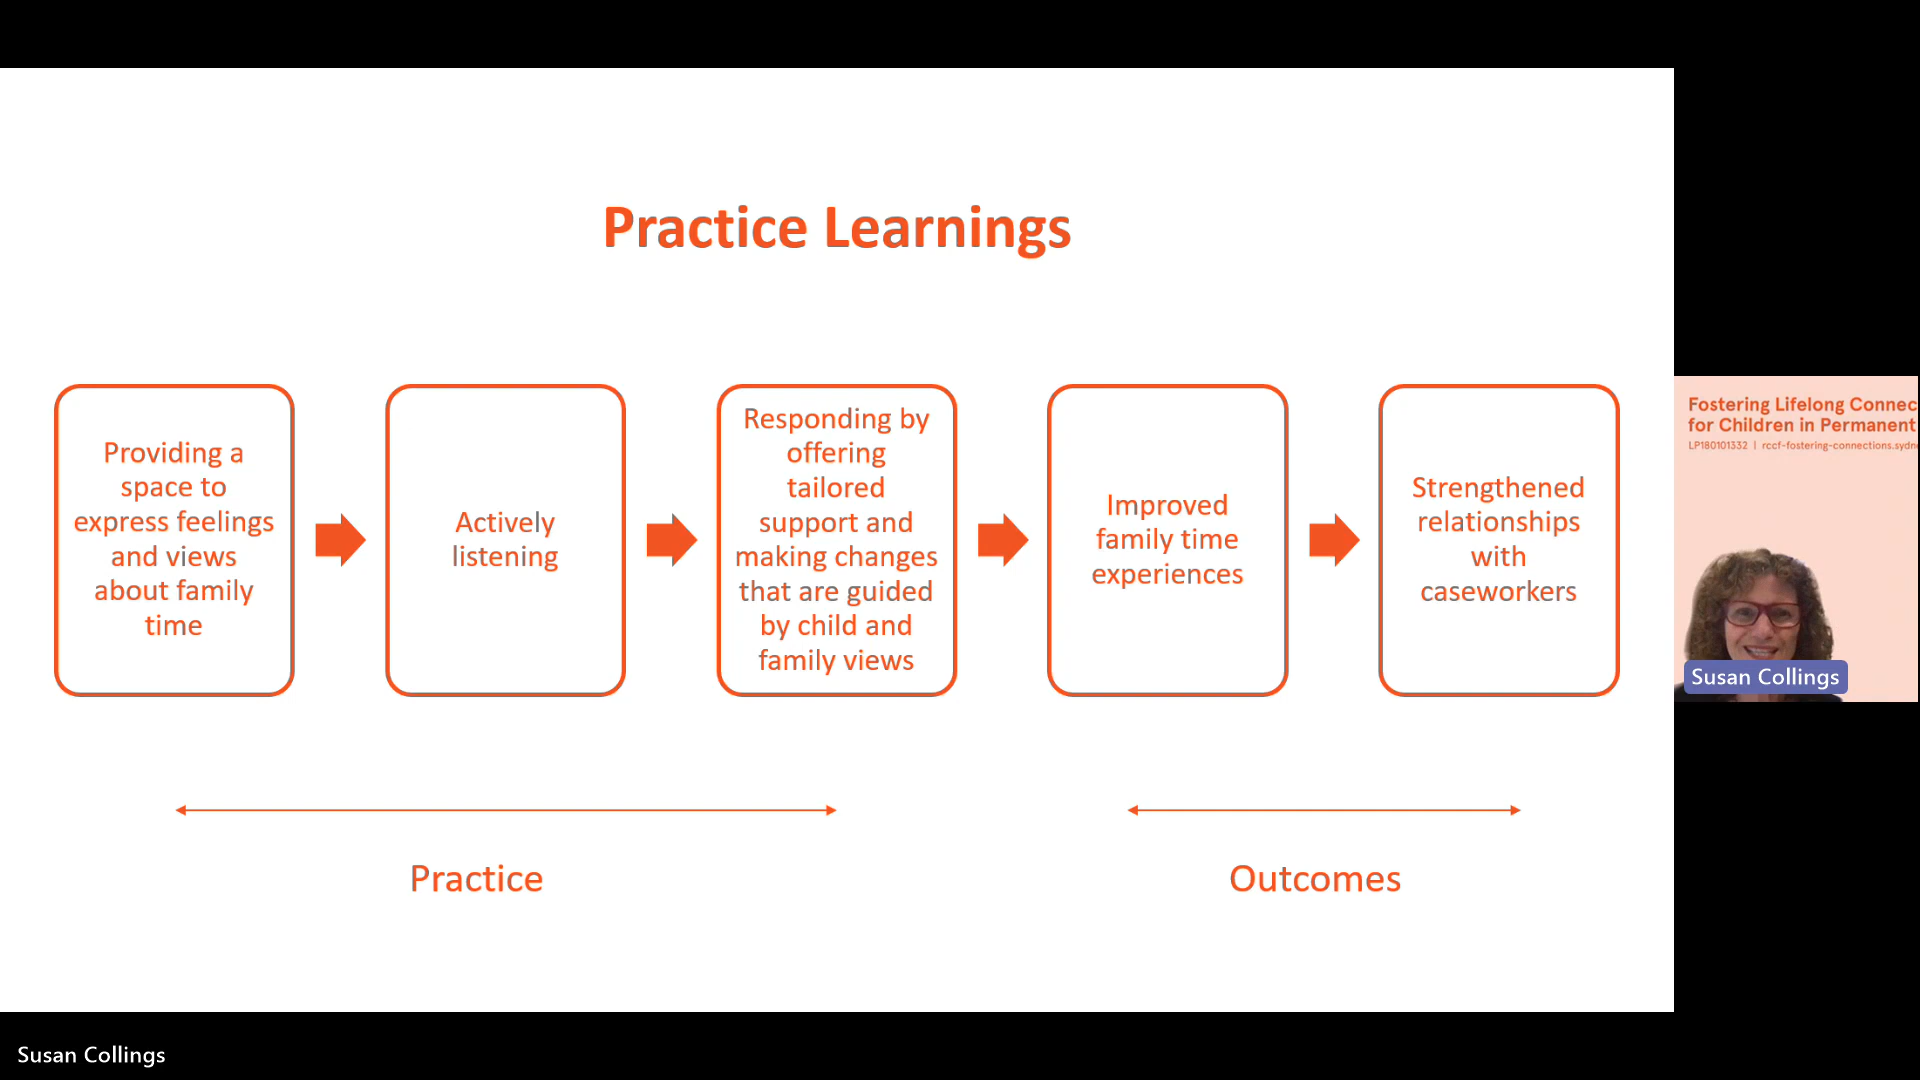 Practice Learnings
Providing a
space to
express feelings
and views
about family
time
Actively
listening
Responding by
offering
tailored
support and
making changes
that are guided
by child and
family views
Improved
family time
experiences
Strengthened
relationships
with
caseworkers
Practice
Outcomes
Fostering Lifelong Connec
for Children in Permanent
LP180101332 | rccf-fostering-connections.sydne
Susan Collings
Susan Collings